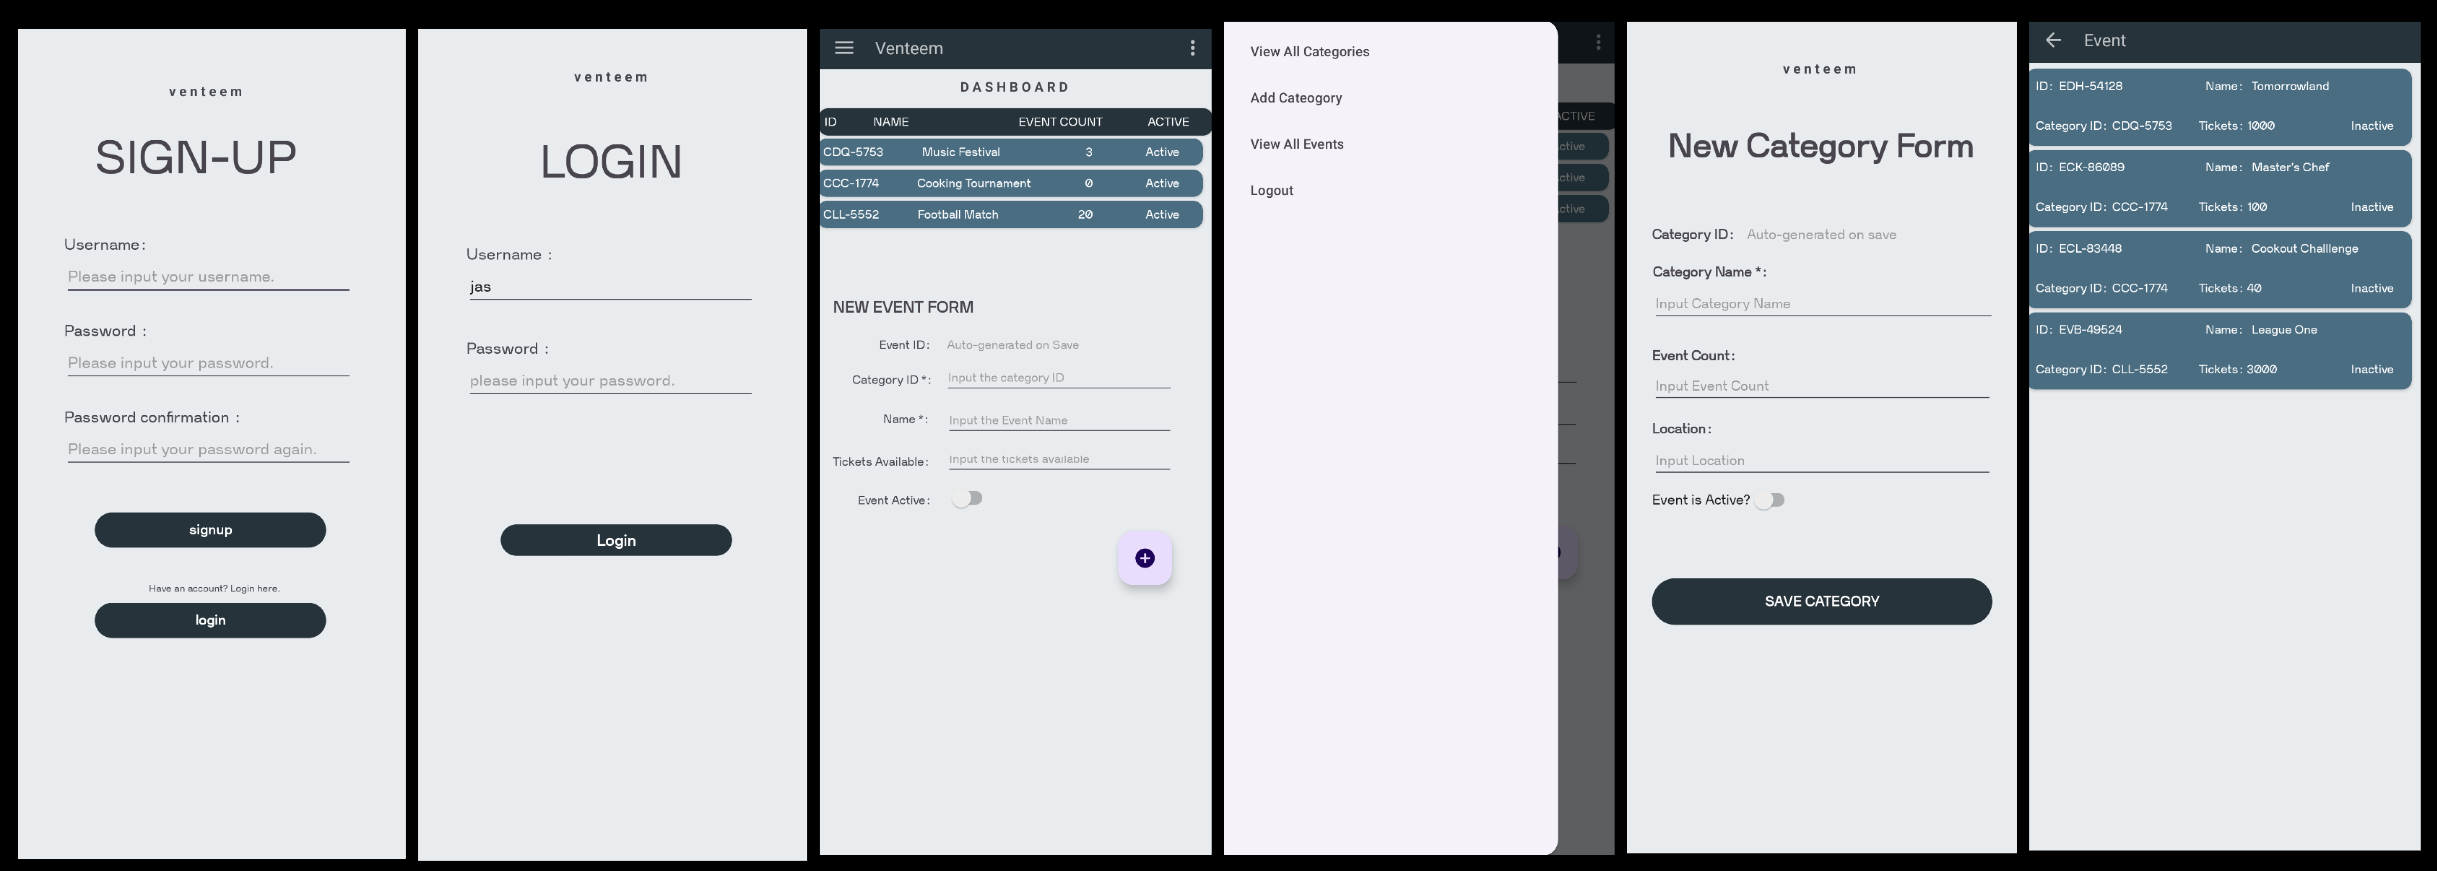 venteem
SIGN-UP
Username:
Please input your username.
Password :
Please input your password.
Password confirmation :
Please input your password again.
signup
Have an account? Login here.
login
venteem
LOGIN
Username :
jas
Password :
please input your password.
Login
Venteem
DASHBOARD
ID NAME EVENT COUNT ACTIVE
CDQ-5753 Music Festival 3 Active
CCC-1774 Cooking Tournament 0 Active
CLL-5552 Football Match 20 Active
NEW EVENT FORM
Event ID: Auto-generated on Save
Category ID *: Input the category ID
Name *: Input the Event Name
Tickets Available: Input the tickets available
Event Active:
View All Categories
Add Cateogory
View All Events
Logout
ACTIVE
ctive
ctive
ctive
venteem
New Category Form
Category ID: Auto-generated on save
Category Name *:
Input Category Name
Event Count:
Input Event Count
Location:
Input Location
Event is Active?
SAVE CATEGORY
Event
ID: EDH-54128 Name: Tomorrowland
Category ID: CDQ-5753 Tickets: 1000 Inactive
ID: ECK-86089 Name: Master's Chef
Category ID: CCC-1774 Tickets: 100 Inactive
ID: ECL-83448 Name: Cookout Challlenge
Category ID: CCC-1774 Tickets: 40 Inactive
ID: EVB-49524 Name: League One
Category ID: CLL-5552 Tickets: 3000 Inactive